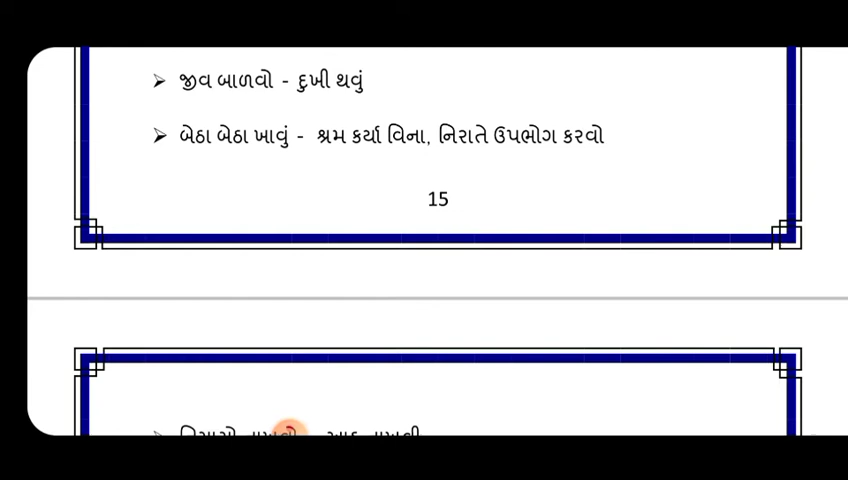 ➢ જીવ બાળવો - દુખી થવું
➢ બેઠા બેઠા ખાવું - શ્રમ કર્યા વિના, નિરાતે ઉપભોગ કરવો
15